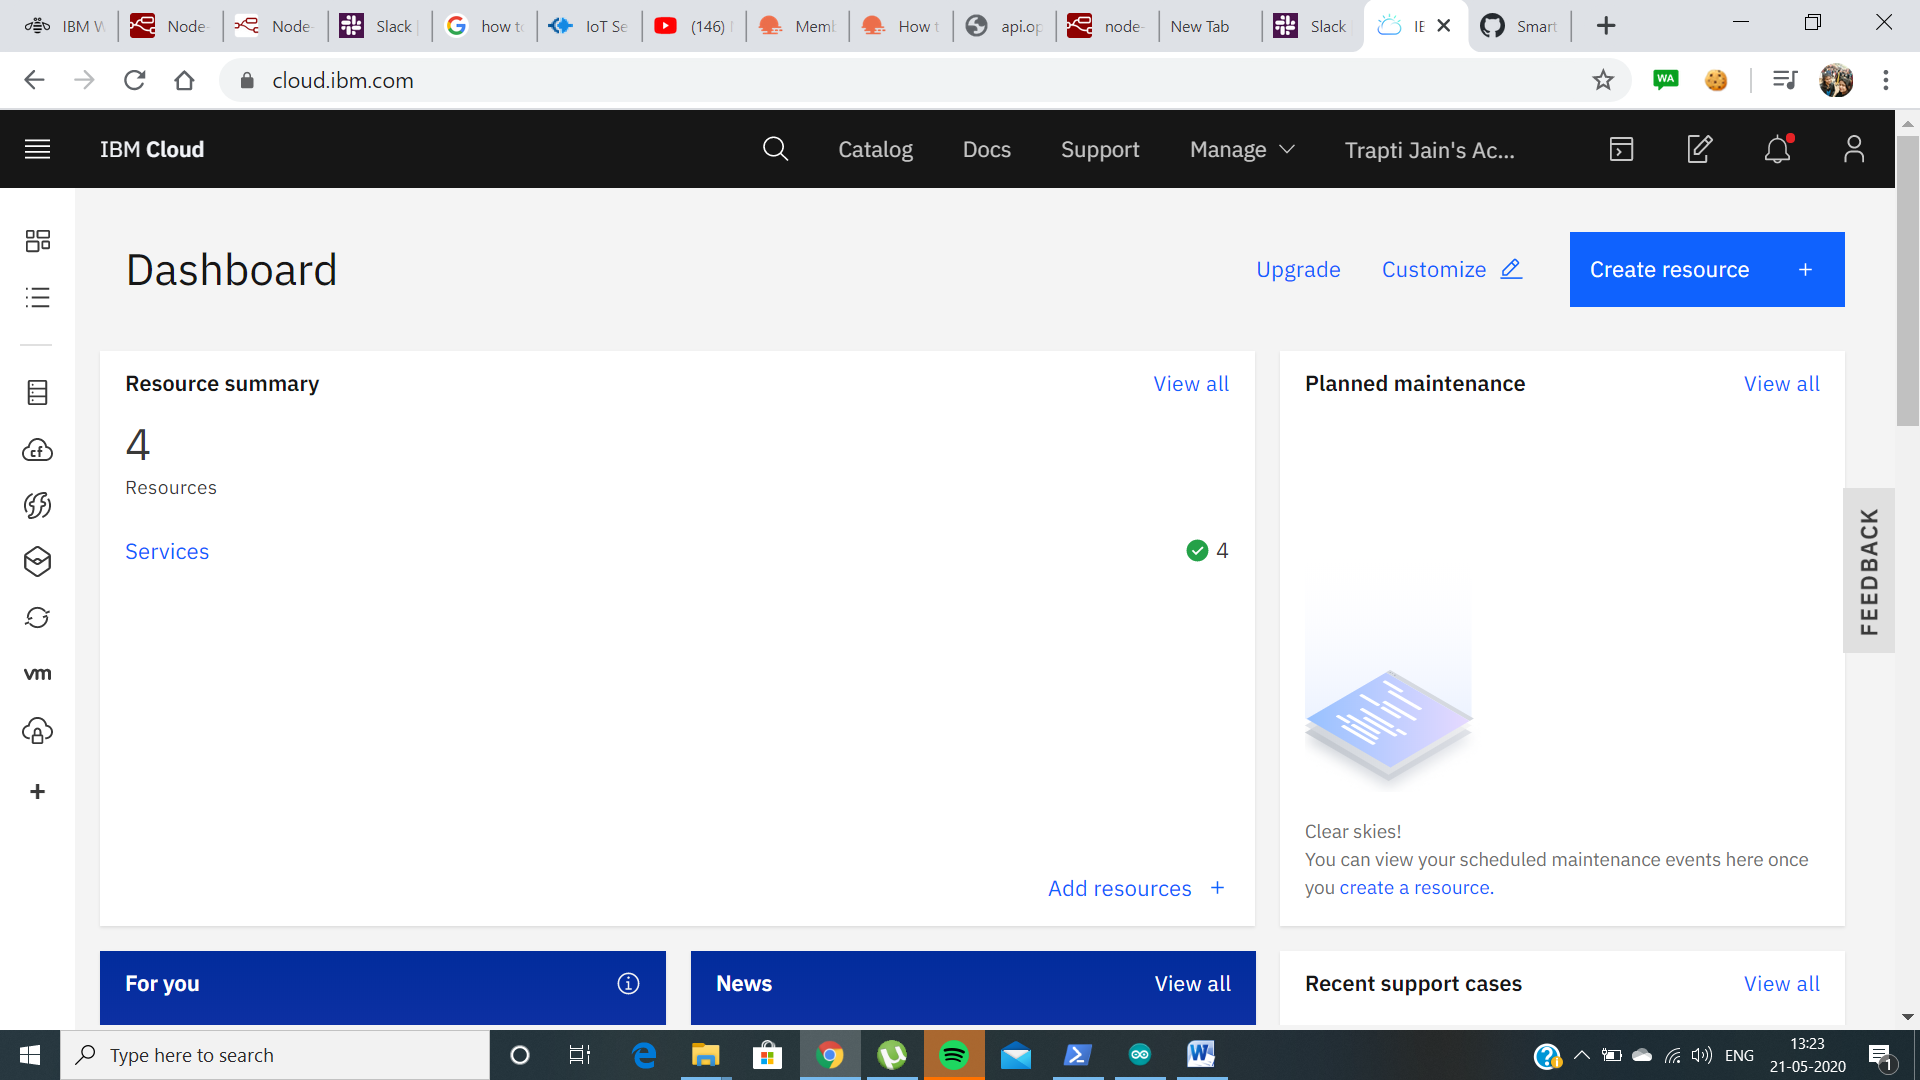 IBM W
Node-
Node-
Slack
how to
IoT Se
(146)
Memb
How t
api.op
node-
New Tab
Slack
IE
Smart
cloud.ibm.com
WA
IBM Cloud
Catalog
Docs
Support
Manage
Trapti Jain's Ac...
Dashboard
Upgrade
Customize
Create resource +
Resource summary
View all
Planned maintenance
View all
4
Resources
Services
4
cf
vm
FEEDBACK
Clear skies!
You can view your scheduled maintenance events here once
you create a resource.
Add resources +
For you
News
View all
Recent support cases
View all
Type here to search
ENG
13:23
21-05-2020
1